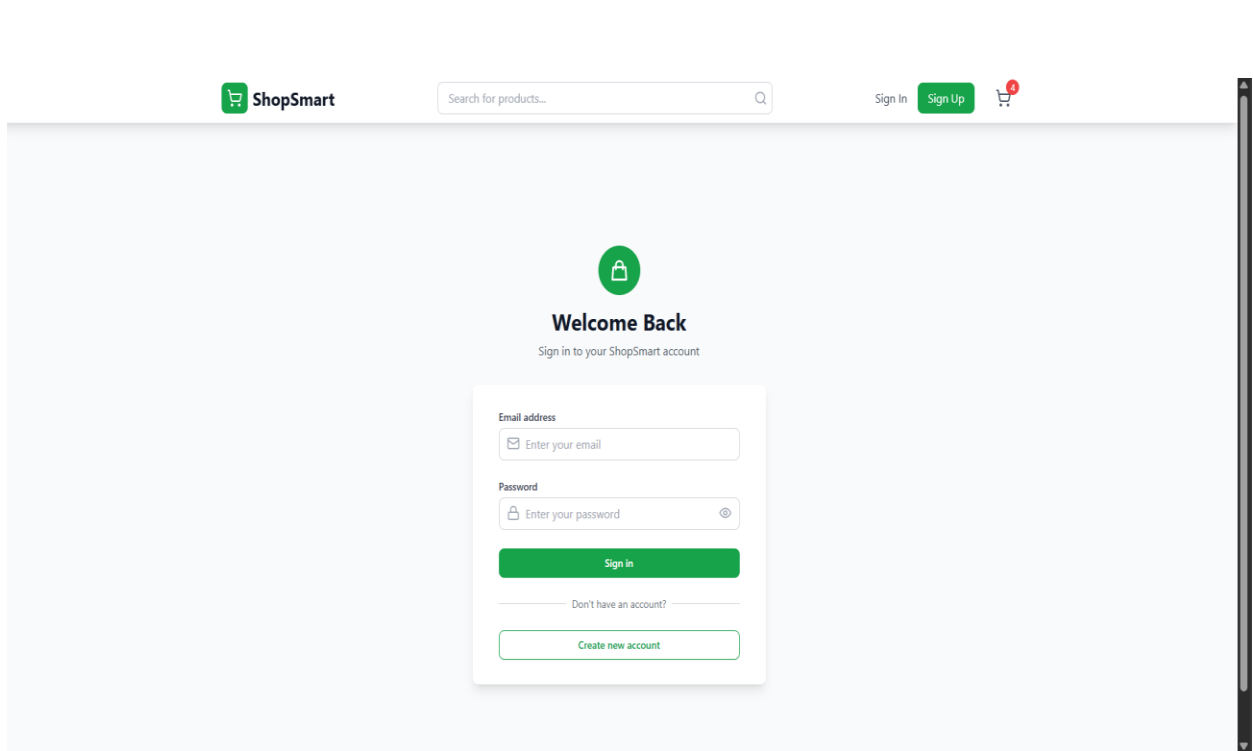 ShopSmart
Search for products...
Sign In
Sign Up
4
Welcome Back
Sign in to your ShopSmart account
Email address
Enter your email
Password
Enter your password
Sign in
Don't have an account?
Create new account